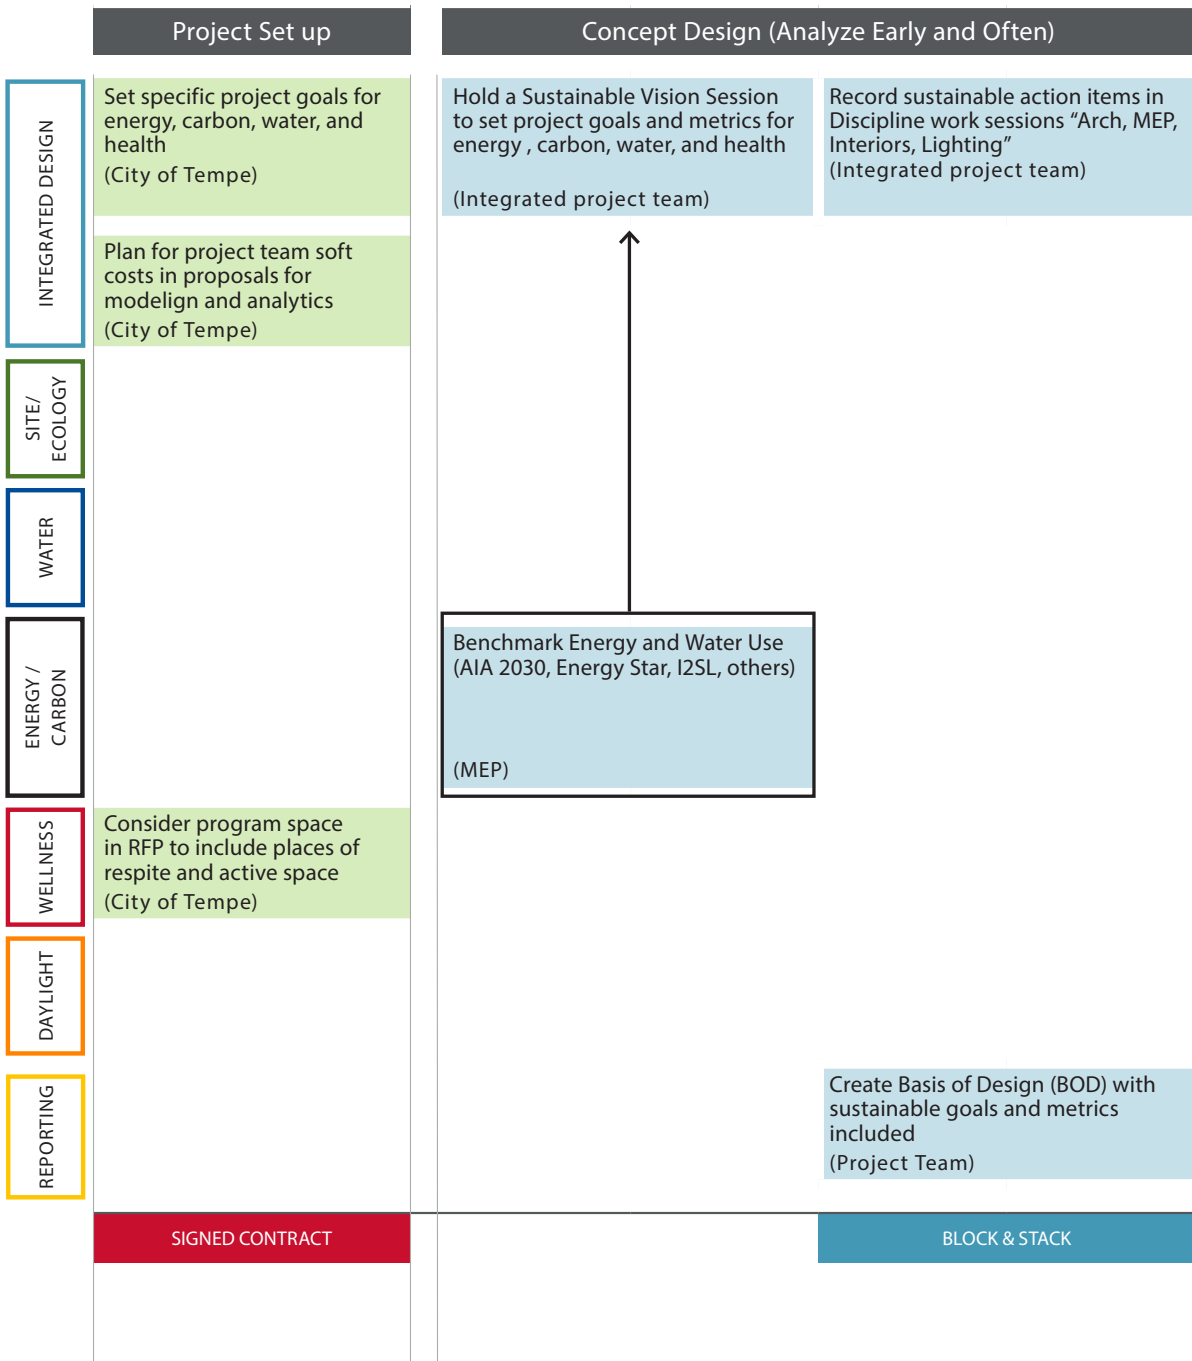 Project Set up
Concept Design (Analyze Early and Often)
INTEGRATED DESIGN
Set specific project goals for
energy, carbon, water, and
health
(City of Tempe)
Plan for project team soft
costs in proposals for
modelign and analytics
(City of Tempe)
Hold a Sustainable Vision Session
to set project goals and metrics for
energy , carbon, water, and health
(Integrated project team)
Record sustainable action items in
Discipline work sessions “Arch, MEP,
Interiors, Lighting”
(Integrated project team)
SITE/
ECOLOGY
WATER
ENERGY /
CARBON
Benchmark Energy and Water Use
(AIA 2030, Energy Star, I2SL, others)
(MEP)
WELLNESS
Consider program space
in RFP to include places of
respite and active space
(City of Tempe)
DAYLIGHT
REPORTING
Create Basis of Design (BOD) with
sustainable goals and metrics
included
(Project Team)
SIGNED CONTRACT
BLOCK & STACK